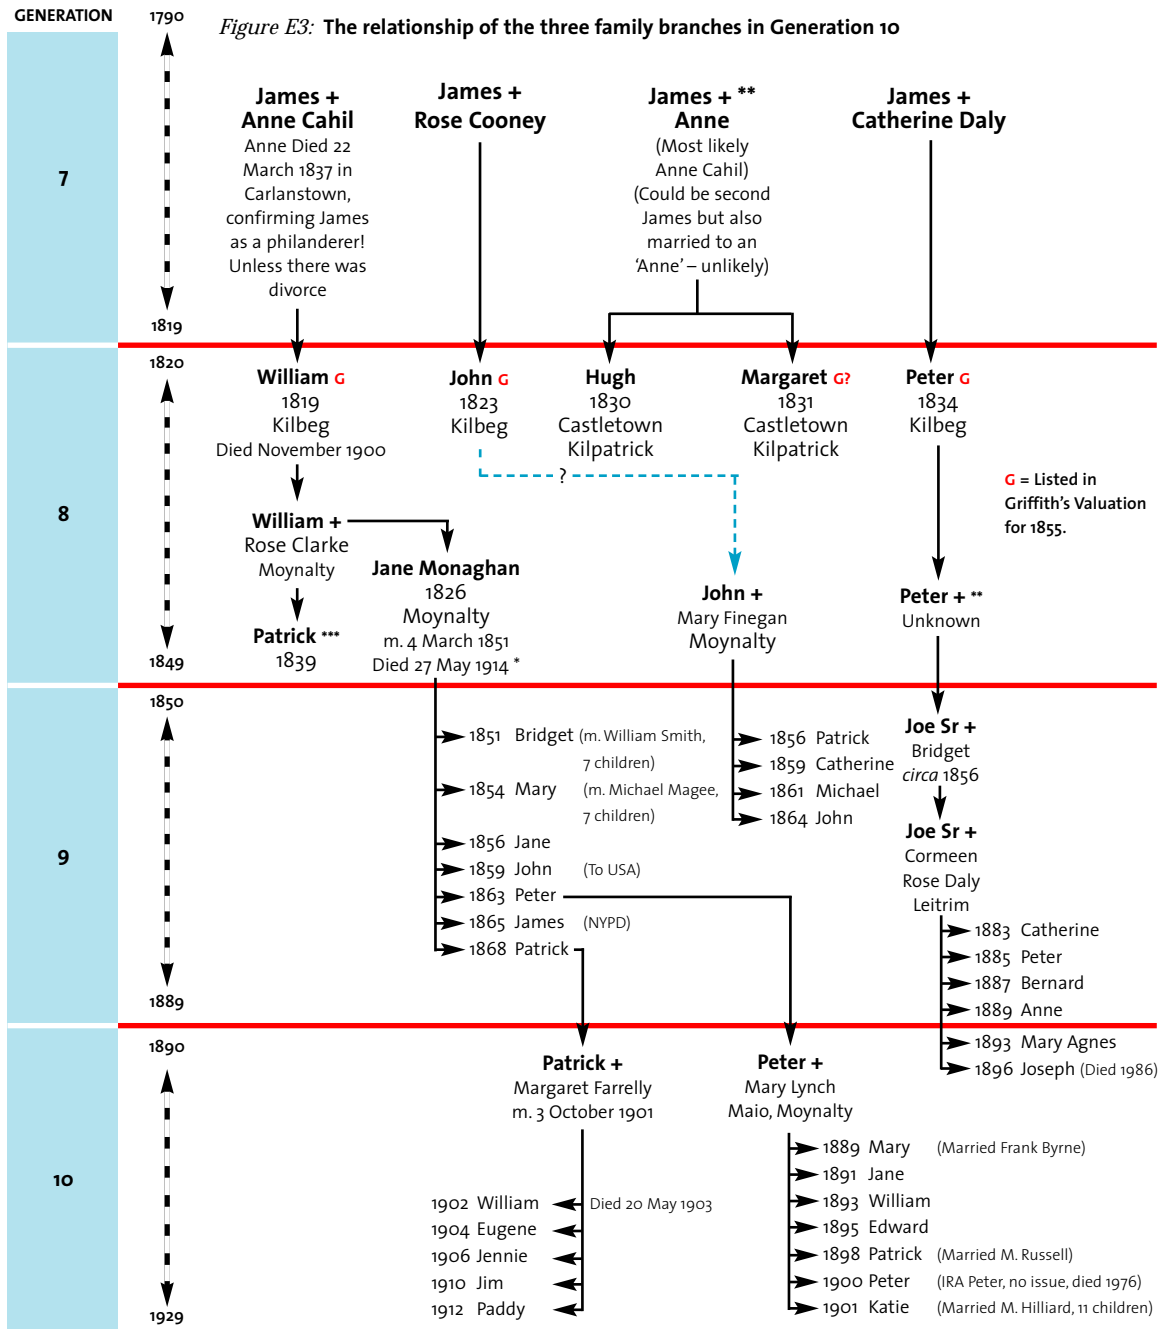 GENERATION
1790
Figure E3: The relationship of the three family branches in Generation 10
7
James +
Anne Cahil
Anne Died 22
March 1837 in
Carlanstown,
confirming James
as a philanderer!
Unless there was
divorce
James +
Rose Cooney
James + **
Anne
(Most likely
Anne Cahil)
(Could be second
James but also
married to an
‘Anne’ – unlikely)
James +
Catherine Daly
1819
1820
8
William G
1819
Kilbeg
Died November 1900
John G
1823
Kilbeg
Hugh
1830
Castletown
Kilpatrick
Margaret G?
1831
Castletown
Kilpatrick
Peter G
1834
Kilbeg
?
G = Listed in
Griffith’s Valuation
for 1855.
William +
Rose Clarke
Moynalty
Jane Monaghan
1826
Moynalty
m. 4 March 1851
Died 27 May 1914 *
Patrick ***
1839
John +
Mary Finegan
Moynalty
Peter + **
Unknown
1849
1850
9
1851 Bridget (m. William Smith,
7 children)
1854 Mary (m. Michael Magee,
7 children)
1856 Jane
1859 John (To USA)
1863 Peter
1865 James (NYPD)
1868 Patrick
1856 Patrick
1859 Catherine
1861 Michael
1864 John
Joe Sr +
Bridget
circa 1856
Joe Sr +
Cormeen
Rose Daly
Leitrim
1883 Catherine
1885 Peter
1887 Bernard
1889 Anne
1893 Mary Agnes
1896 Joseph (Died 1986)
1889
1890
10
Patrick +
Margaret Farrelly
m. 3 October 1901
Peter +
Mary Lynch
Maio, Moynalty
1902 William Died 20 May 1903
1904 Eugene
1906 Jennie
1910 Jim
1912 Paddy
1889 Mary (Married Frank Byrne)
1891 Jane
1893 William
1895 Edward
1898 Patrick (Married M. Russell)
1900 Peter (IRA Peter, no issue, died 1976)
1901 Katie (Married M. Hilliard, 11 children)
1929